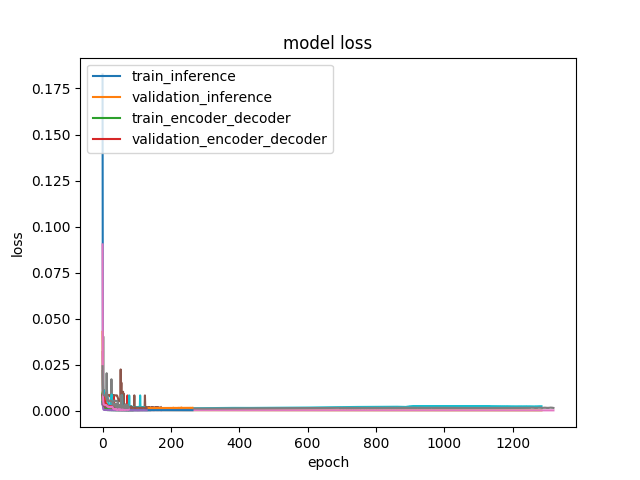 model loss
train_inference
validation_inference
train_encoder_decoder
validation_encoder_decoder
0.175
0.150
0.125
0.100
0.075
0.050
0.025
0.000
loss
0 200 400 600 800 1000 1200
epoch